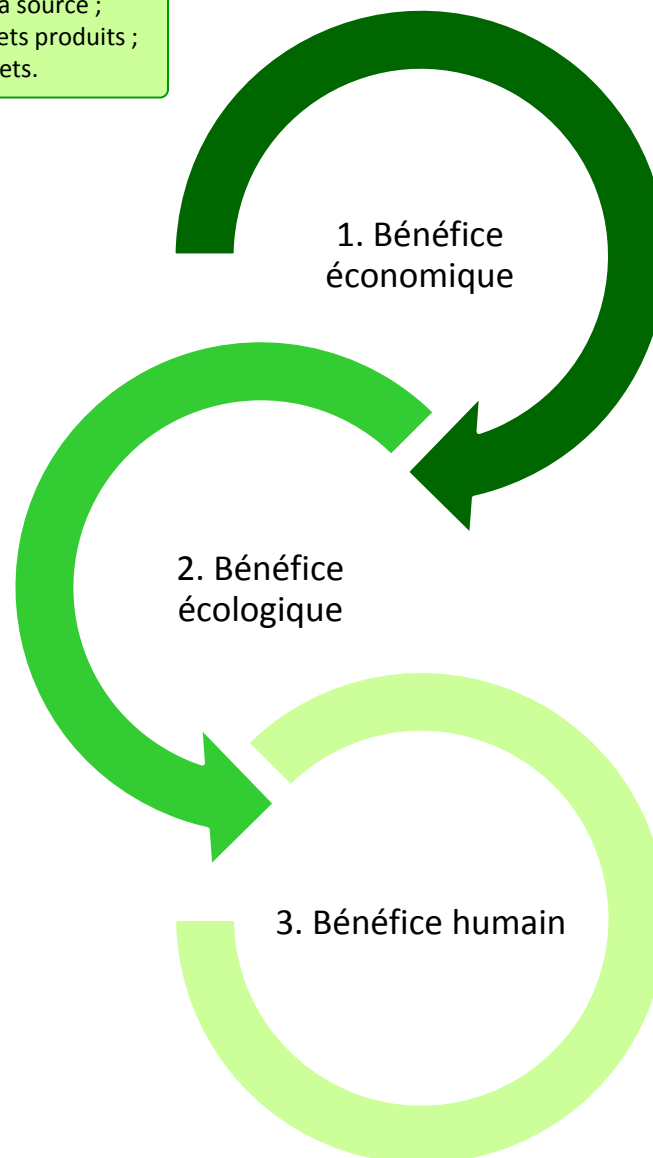 a source ;
ets produits ;
ets.
1. Bénéfice
économique
2. Bénéfice
écologique
3. Bénéfice humain